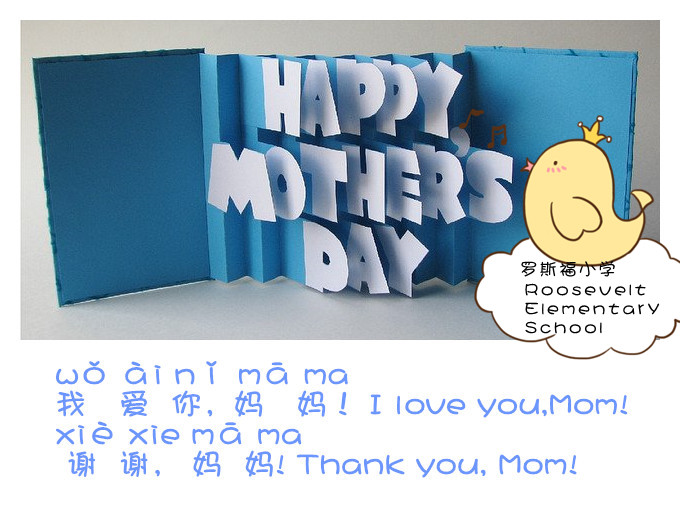 HAPPY,
MOTHERS
DAY
罗斯福小学
Roosevelt
Elementary
School
wǒ ài nǐ mā ma
我 爱 你, 妈 妈! I love you,Mom!
xiè xie mā ma
谢 谢, 妈 妈! Thank you, Mom!